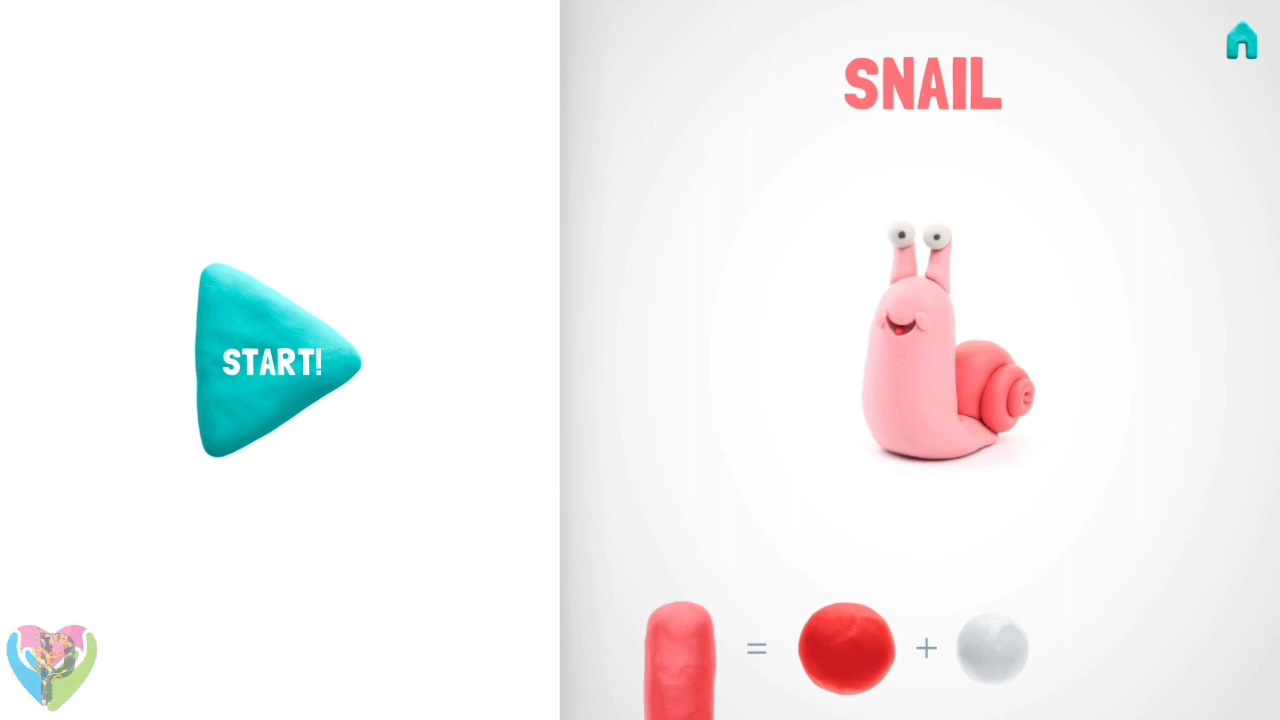 SNAIL
START!
= +